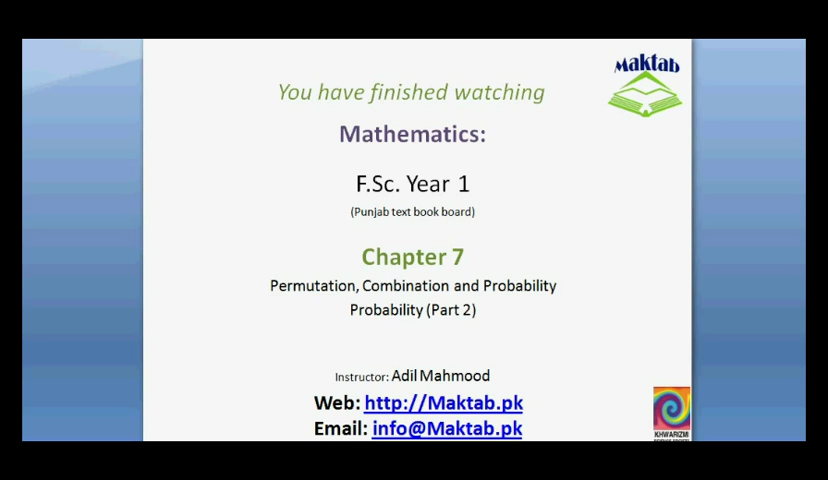 Maktab
You have finished watching
Mathematics:
F.Sc. Year 1
(Punjab text book board)
Chapter 7
Permutation, Combination and Probability
Probability (Part 2)
Instructor: Adil Mahmood
Web: http://Maktab.pk
Email: info@Maktab.pk
KHWARIZMI